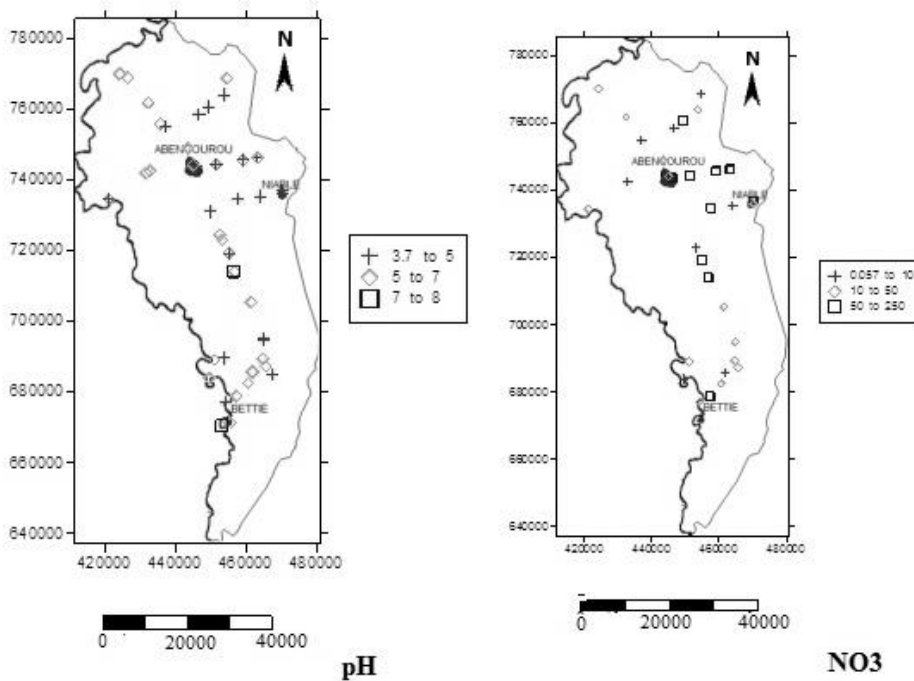 780000
760000
740000
720000
700000
680000
660000
640000
N
ABENGOUROU
NIABLE
BETTIE
420000 440000 460000 480000
+ 3.7 to 5
◇ 5 to 7
□ 7 to 8
0 20000 40000
pH
780000
760000
740000
720000
700000
680000
660000
640000
N
ABENGOUROU
NIABLE
BETTIE
420000 440000 460000 480000
+ 0.057 to 10
◇ 10 to 50
□ 50 to 250
0 20000 40000
NO3